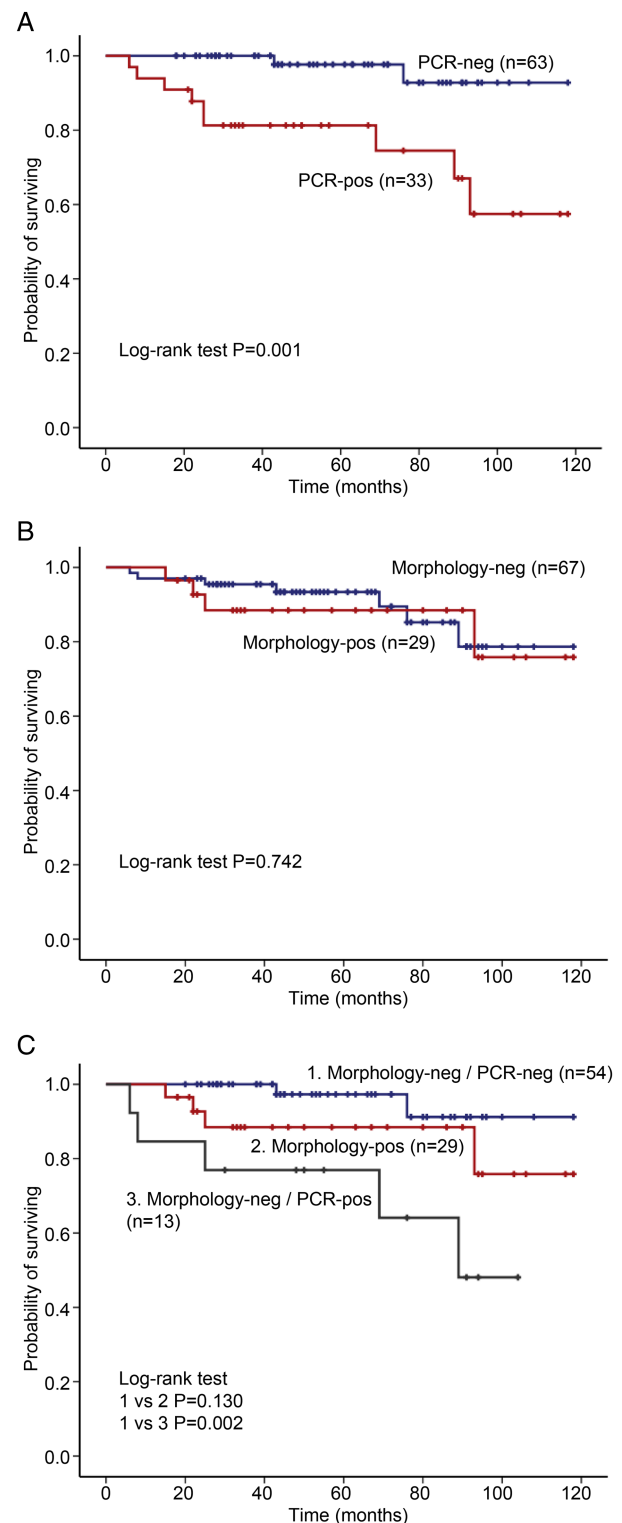 A
1.0
0.8
0.6
0.4
0.2
0.0
Probability of surviving
PCR-neg (n=63)
PCR-pos (n=33)
Log-rank test P=0.001
0 20 40 60 80 100 120
Time (months)
B
1.0
0.8
0.6
0.4
0.2
0.0
Probability of surviving
Morphology-neg (n=67)
Morphology-pos (n=29)
Log-rank test P=0.742
0 20 40 60 80 100 120
Time (months)
C
1.0
0.8
0.6
0.4
0.2
0.0
Probability of surviving
1. Morphology-neg / PCR-neg (n=54)
2. Morphology-pos (n=29)
3. Morphology-neg / PCR-pos
(n=13)
Log-rank test
1 vs 2 P=0.130
1 vs 3 P=0.002
0 20 40 60 80 100 120
Time (months)